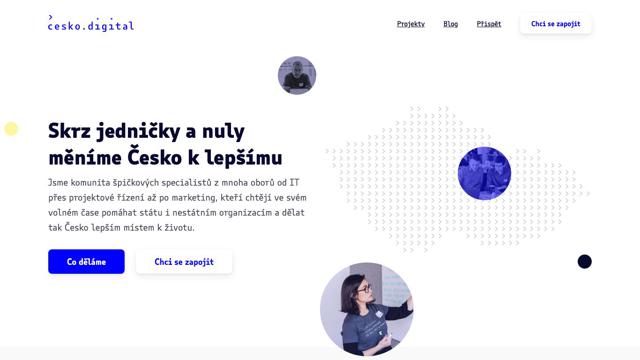 cesko.digital
Projekty
Blog
Přispět
Chci se zapojit
Skrz jedničky a nuly
měníme Česko k lepšímu
Jsme komunita špičkových specialistů z mnoha oborů od IT
přes projektové řízení až po marketing, kteří chtějí ve svém
volném čase pomáhat státu i nestátním organizacím a dělat
tak Česko lepším místem k životu.
Co děláme
Chci se zapojit